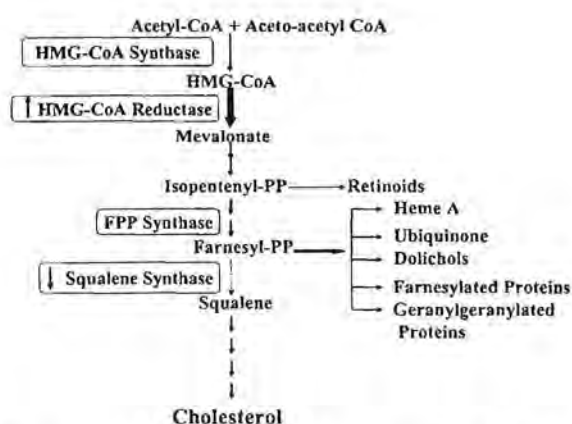 Acetyl-CoA + Aceto-acetyl CoA
HMG-CoA Synthase
HMG-CoA
↑ HMG-CoA Reductase
Mevalonate
Isopentenyl-PP
Retinoids
FPP Synthase
Heme A
Farnesyl-PP
Ubiquinone
Dolichols
↓ Squalene Synthase
Farnesylated Proteins
Squalene
Geranylgeranylated
Proteins
Cholesterol